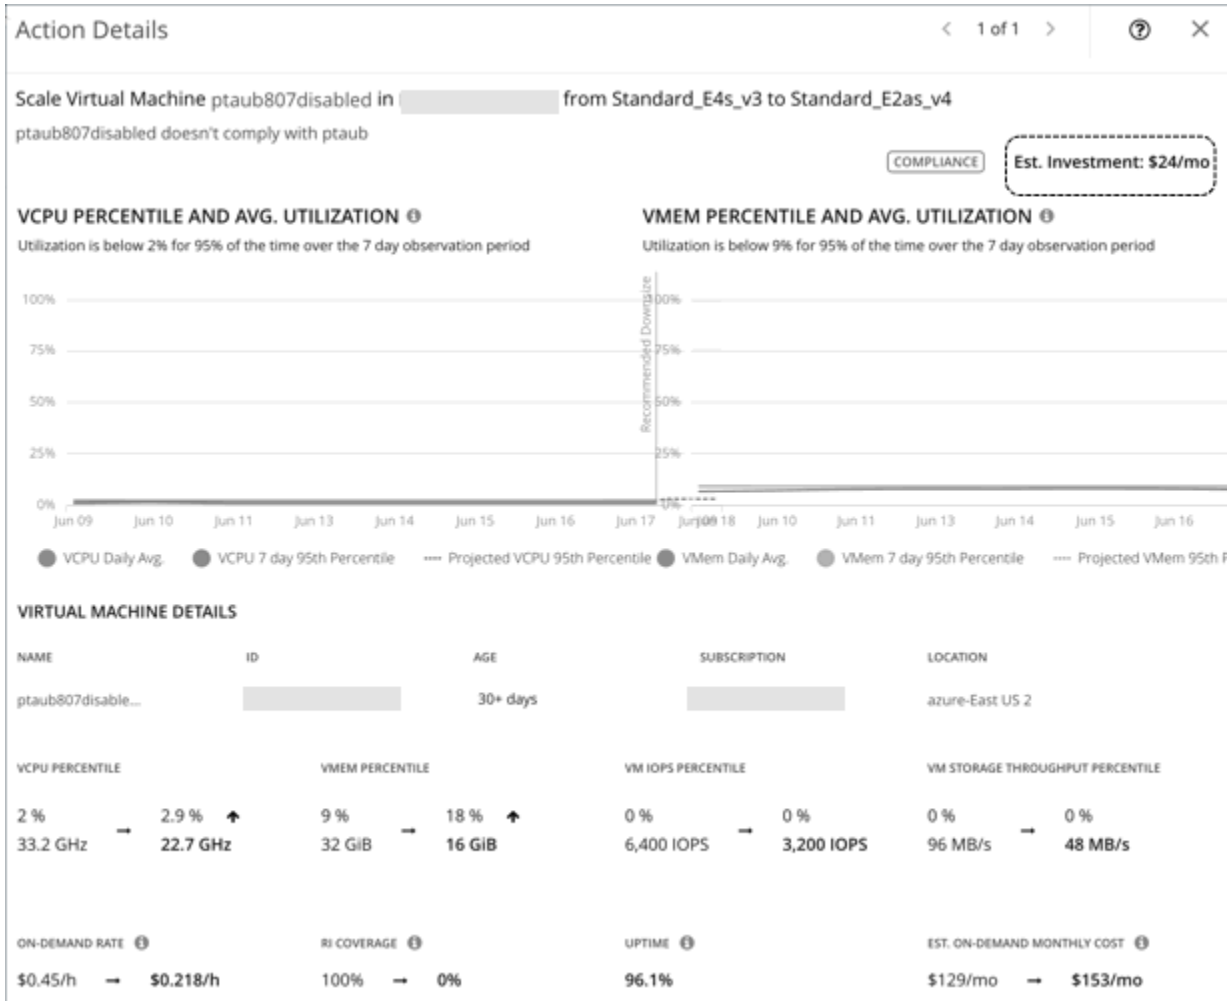 Action Details
1 of 1
Scale Virtual Machine ptaub807disabled in from Standard_E4s_v3 to Standard_E2as_v4
ptaub807disabled doesn't comply with ptaub
COMPLIANCE
Est. Investment: $24/mo
VCPU PERCENTILE AND AVG. UTILIZATION
Utilization is below 2% for 95% of the time over the 7 day observation period
100%
75%
50%
25%
0%
Jun 09 Jun 10 Jun 11 Jun 13 Jun 14 Jun 15 Jun 16 Jun 17 Jun 18
Recommended Downsize
VCPU Daily Avg. VCPU 7 day 95th Percentile Projected VCPU 95th Percentile
VMEM PERCENTILE AND AVG. UTILIZATION
Utilization is below 9% for 95% of the time over the 7 day observation period
100%
75%
50%
25%
0%
Jun 09 Jun 10 Jun 11 Jun 13 Jun 14 Jun 15 Jun 16
VMem Daily Avg. VMem 7 day 95th Percentile Projected VMem 95th P
VIRTUAL MACHINE DETAILS
NAME ID AGE SUBSCRIPTION LOCATION
ptaub807disable... 30+ days azure-East US 2
VCPU PERCENTILE VMEM PERCENTILE VM IOPS PERCENTILE VM STORAGE THROUGHPUT PERCENTILE
2 % → 2.9 % ↑ 9 % → 18 % ↑ 0 % → 0 % 0 % → 0 %
33.2 GHz 22.7 GHz 32 GiB 16 GiB 6,400 IOPS 3,200 IOPS 96 MB/s 48 MB/s
ON-DEMAND RATE RI COVERAGE UPTIME EST. ON-DEMAND MONTHLY COST
$0.45/h → $0.218/h 100% → 0% 96.1% $129/mo → $153/mo